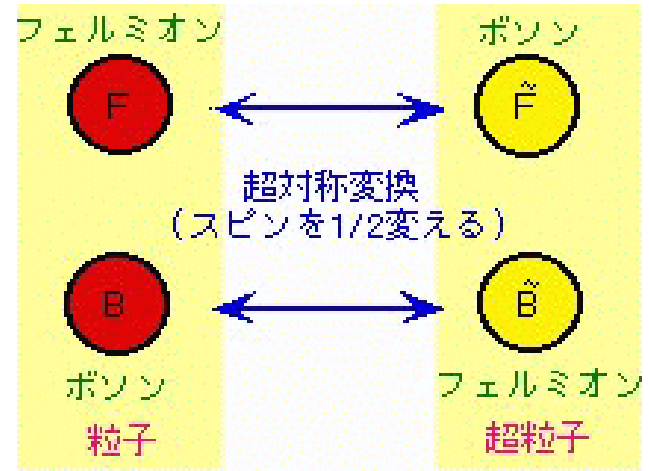 フェルミオン
ボソン
F
F̃
超対称変換
(スピンを1/2変える)
B
B̃
ボソン
フェルミオン
粒子
超粒子